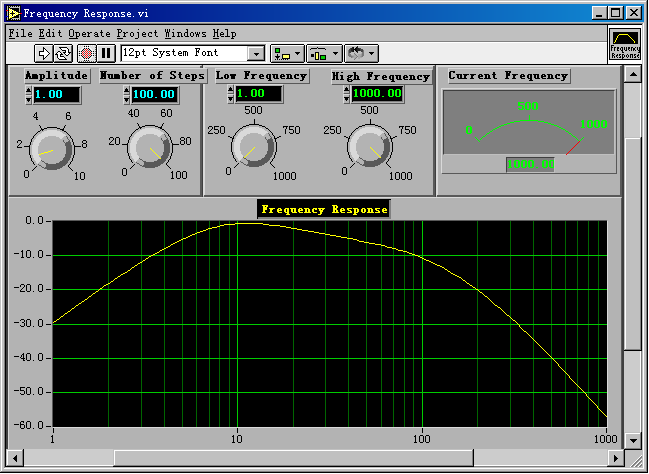 Frequency Response.vi
File Edit Operate Project Windows Help
12pt System Font
Frequency
Response
Amplitude Number of Steps Low Frequency High Frequency Current Frequency
1.00 100.00 1.00 1000.00
4 6 40 60 500 500 500
2 8 20 80 250 750 250 750 0 1000
0 10 0 100 0 1000 0 1000 1000.00
Frequency Response
0.0
-10.0
-20.0
-30.0
-40.0
-50.0
-60.0
1 10 100 1000